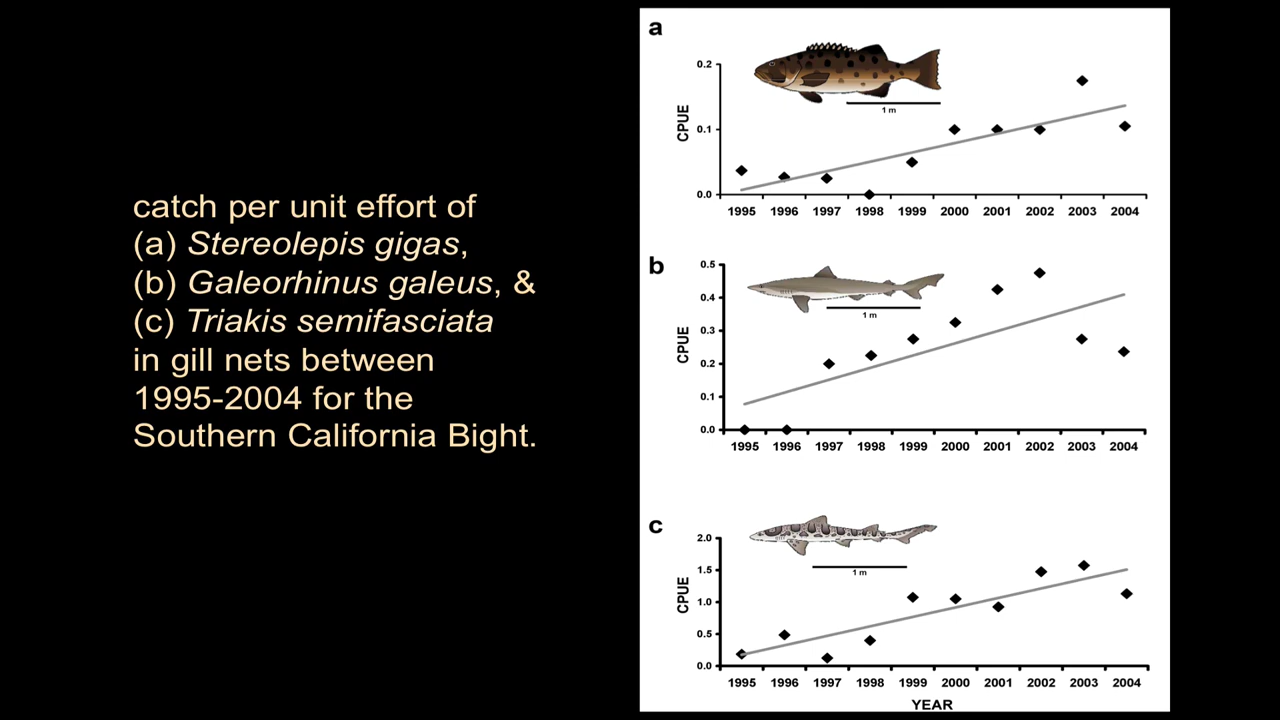 catch per unit effort of
(a) Stereolepis gigas,
(b) Galeorhinus galeus, &
(c) Triakis semifasciata
in gill nets between
1995-2004 for the
Southern California Bight.
a
0.2
0.1
0.0
CPUE
1 m
1995 1996 1997 1998 1999 2000 2001 2002 2003 2004
b
0.5
0.4
0.3
0.2
0.1
0.0
CPUE
1 m
1995 1996 1997 1998 1999 2000 2001 2002 2003 2004
c
2.0
1.5
1.0
0.5
0.0
CPUE
1 m
1995 1996 1997 1998 1999 2000 2001 2002 2003 2004
YEAR